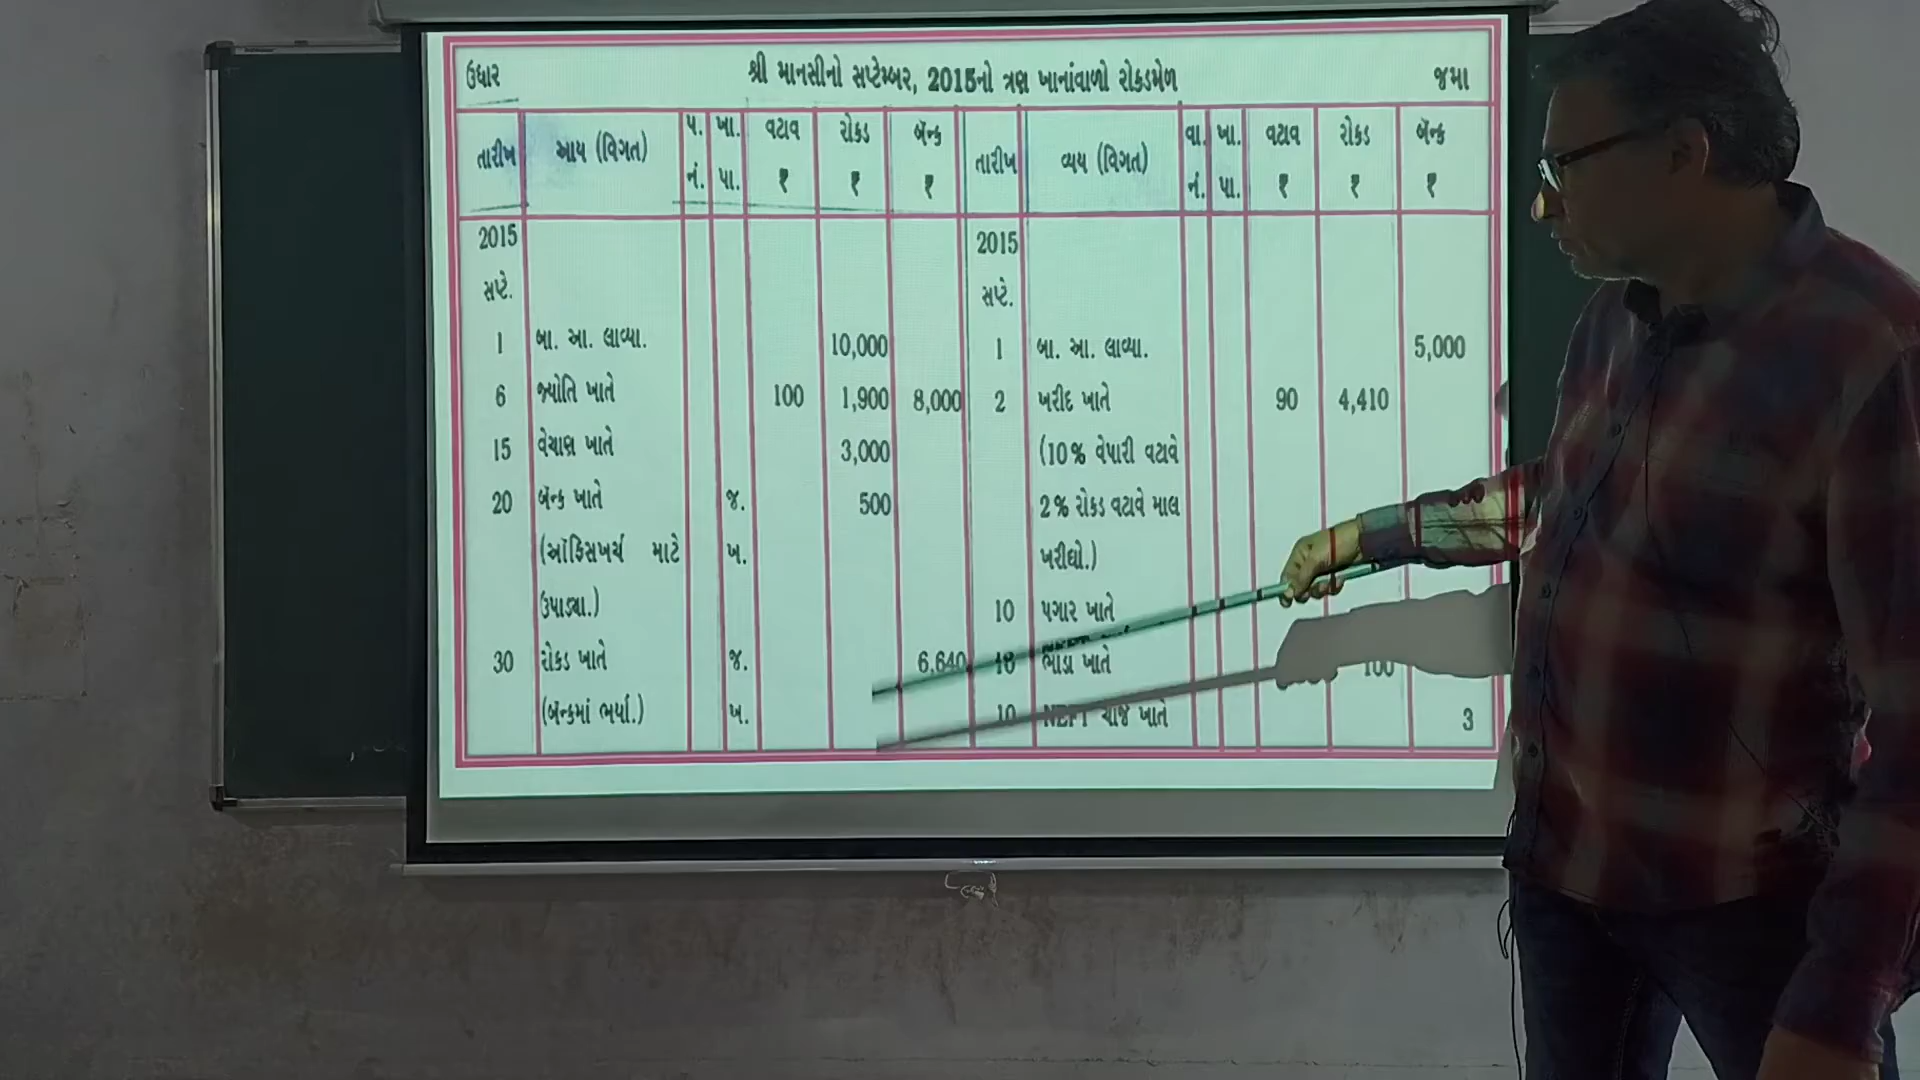 ઉધાર શ્રી માનસીનો સપ્ટેમ્બર, 2015નો ત્રણ ખાનાંવાળો રોકડમેળ જમા
તારીખ આય (વિગત) પ. નં. ખા. પા. વટાવ ₹ રોકડ ₹ બૅન્ક ₹ તારીખ વ્યય (વિગત) વા. નં. ખા. પા. વટાવ ₹ રોકડ ₹ બૅન્ક ₹
2015 2015
સપ્ટે. સપ્ટે.
1 બા. આ. લાવ્યા. 10,000 1 બા. આ. લાવ્યા. 5,000
6 જ્યોતિ ખાતે 100 1,900 8,000 2 ખરીદ ખાતે 90 4,410
15 વેચાણ ખાતે 3,000 (10% વેપારી વટાવે
20 બૅન્ક ખાતે જ. 500 2% રોકડ વટાવે માલ
(ઑફિસખર્ચ માટે ખ. ખરીદ્યો.)
ઉપાડ્યા.) 10 પગાર ખાતે
30 રોકડ ખાતે જ. 6,640 10 ભાડા ખાતે 100
(બૅન્કમાં ભર્યા.) ખ. 10 NEFT ચાર્જ ખાતે 3